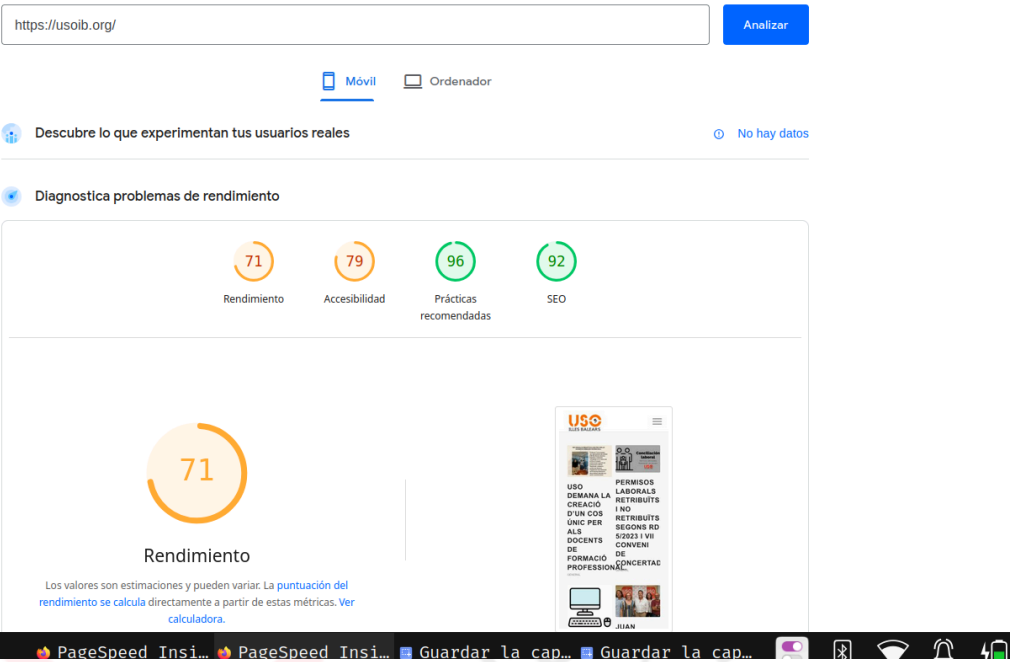 https://usoib.org/
Analizar
Móvil
Ordenador
Descubre lo que experimentan tus usuarios reales
No hay datos
Diagnostica problemas de rendimiento
71
79
96
92
Rendimiento
Accesibilidad
Prácticas
recomendadas
SEO
71
Rendimiento
Los valores son estimaciones y pueden variar. La puntuación del
rendimiento se calcula directamente a partir de estas métricas. Ver
calculadora.
USO
ILLES BALEARS
Conciliación
laboral
USO
DEMANA LA
CREACIÓ
D'UN COS
ÚNIC PER
ALS
DOCENTS
DE
FORMACIÓ
PROFESSIONAL
PERMISOS
LABORALS
RETRIBUÏTS
I NO
RETRIBUÏTS
SEGONS RD
5/2023 I VII
CONVENI
DE
CONCERTAD
JUAN
PageSpeed Insi…
PageSpeed Insi…
Guardar la cap…
Guardar la cap…